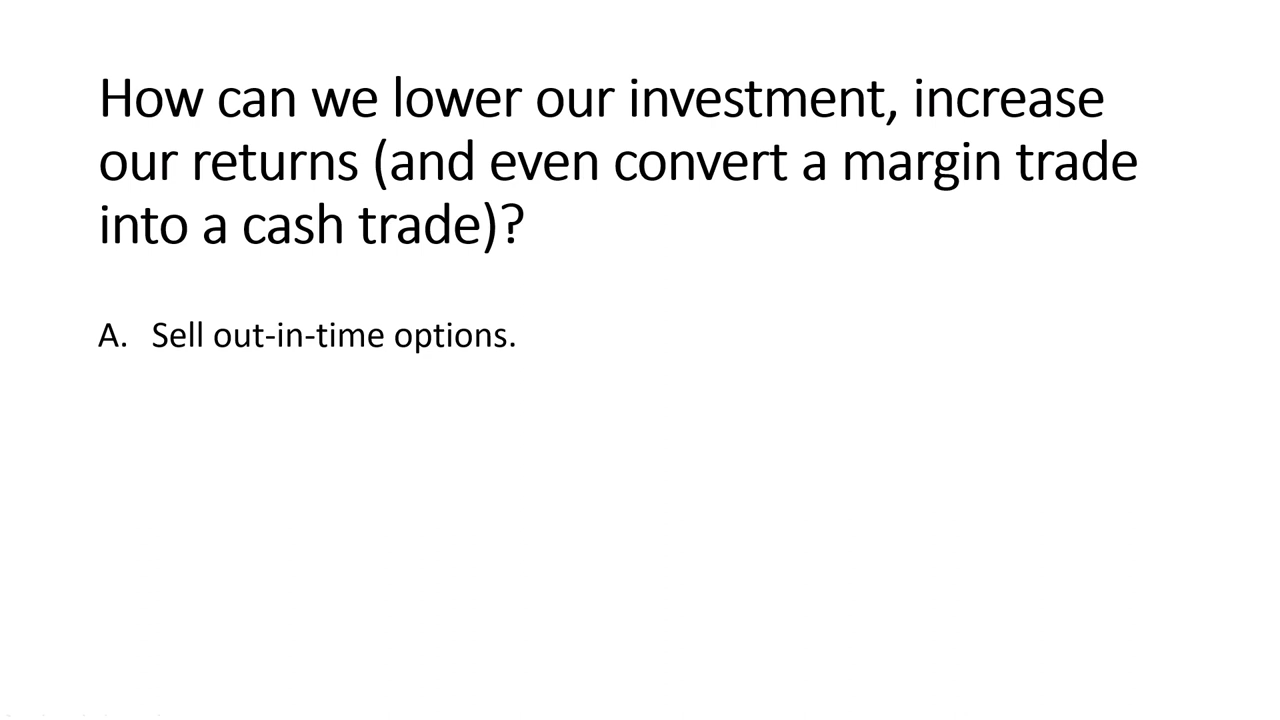 How can we lower our investment, increase
our returns (and even convert a margin trade
into a cash trade)?
A. Sell out-in-time options.